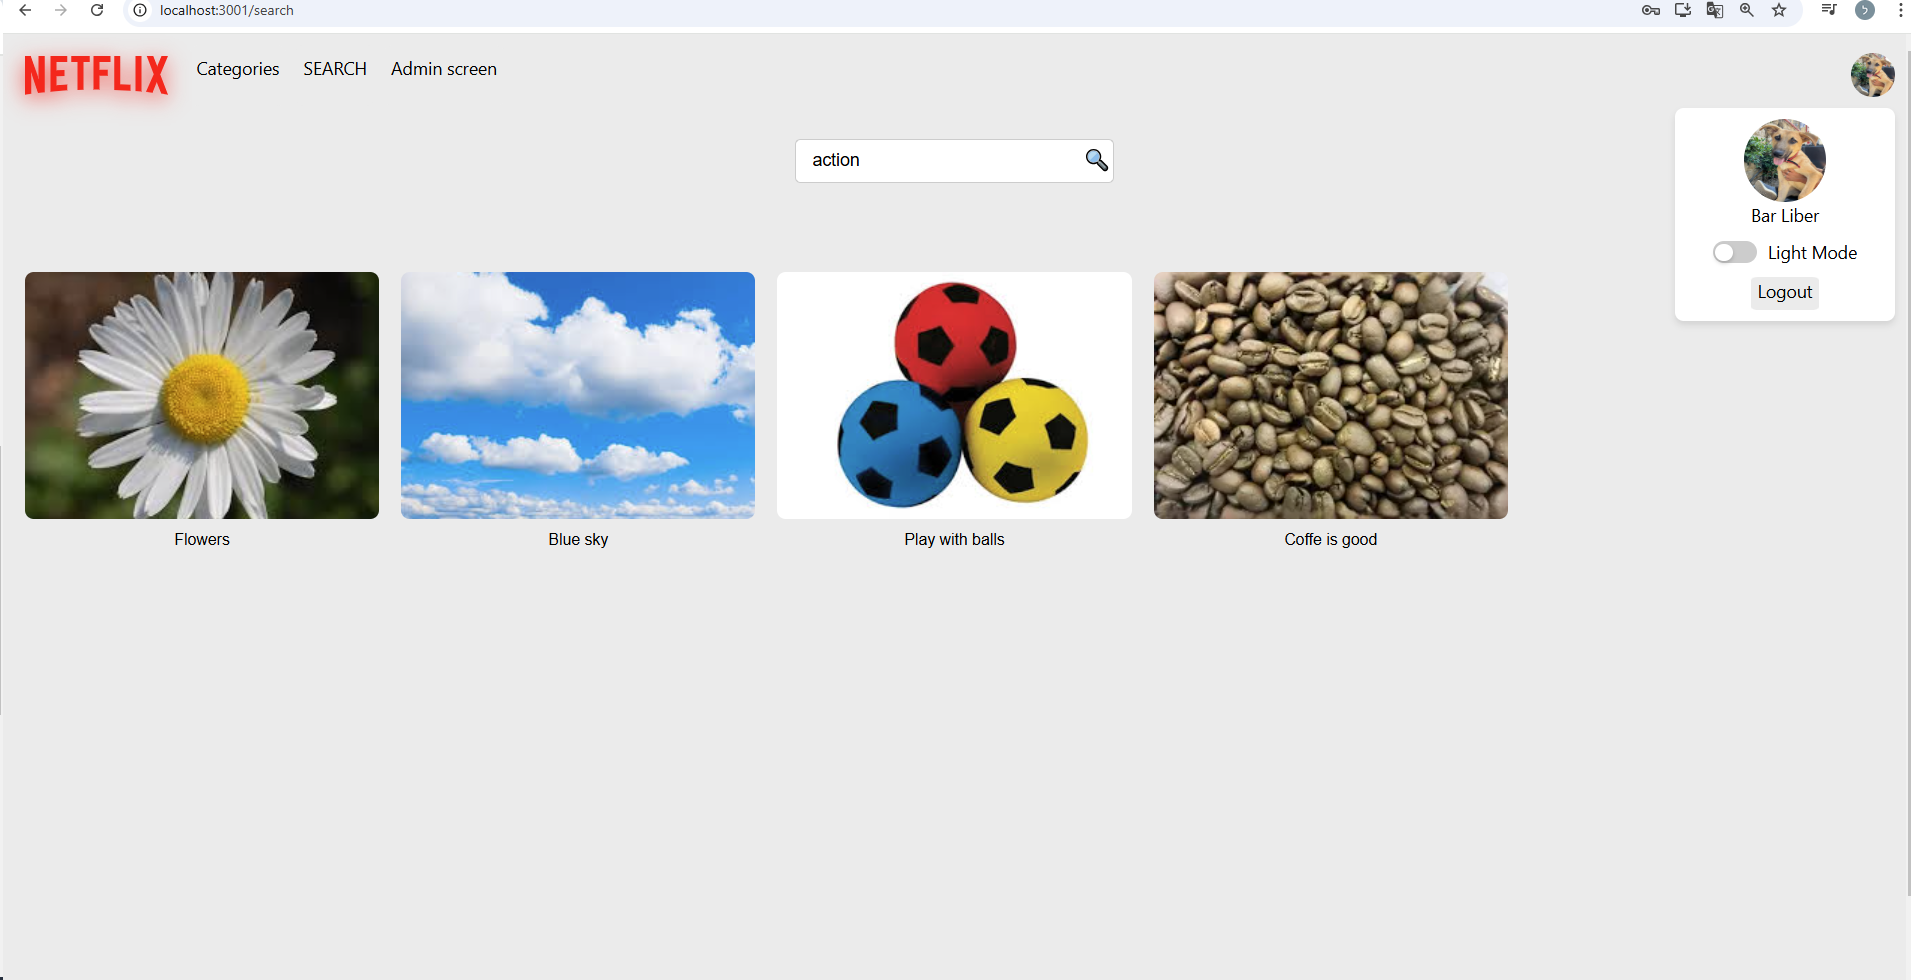 localhost:3001/search
NETFLIX Categories SEARCH Admin screen
action
Bar Liber
Light Mode
Logout
Flowers
Blue sky
Play with balls
Coffe is good